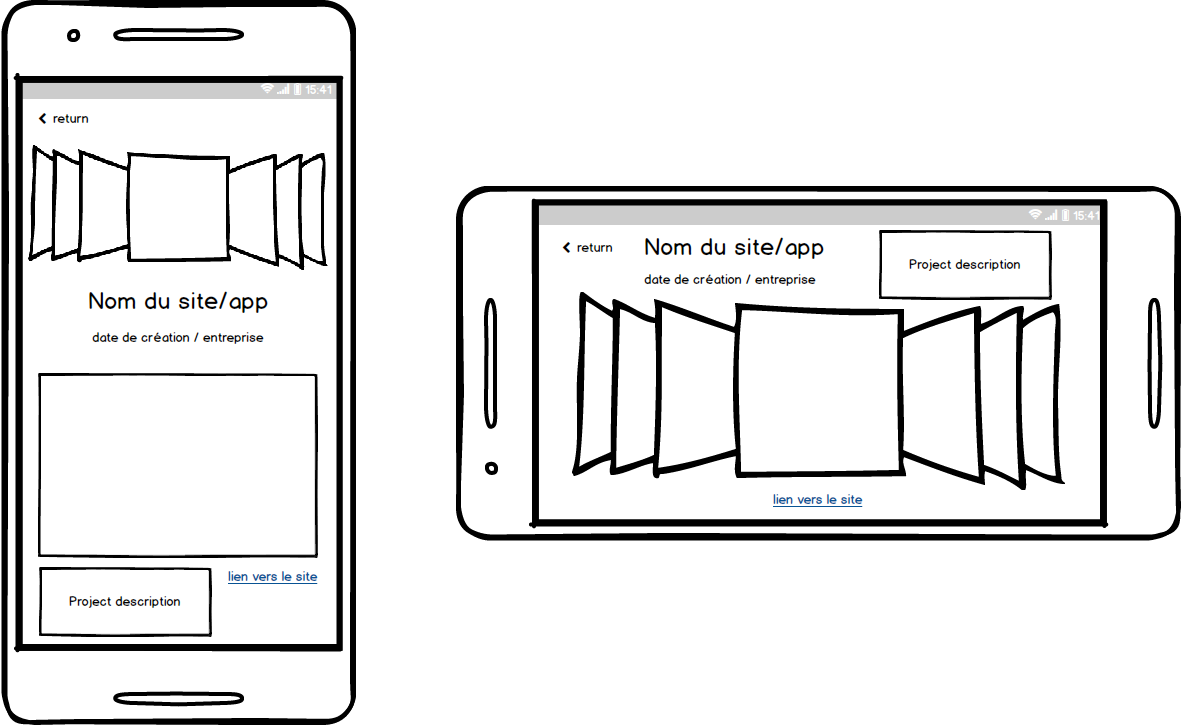 15:41
return
Nom du site/app
date de création / entreprise
lien vers le site
Project description
15:41
return
Nom du site/app
date de création / entreprise
Project description
lien vers le site